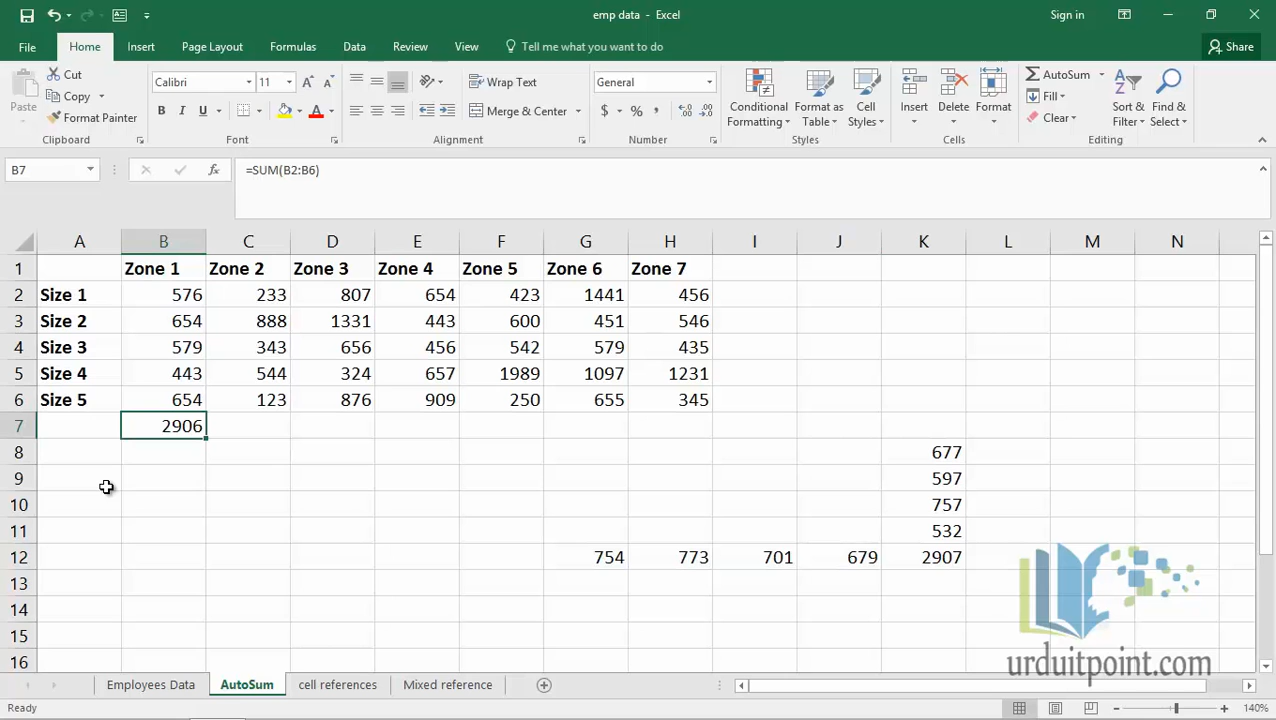 emp data - Excel
Sign in
File Home Insert Page Layout Formulas Data Review View Tell me what you want to do Share
Paste
Cut
Copy
Format Painter
Clipboard
Calibri 11
B I U A
Font
Wrap Text
Merge & Center
Alignment
General
$ % ,
Number
Conditional Formatting
Format as Table
Cell Styles
Styles
Insert Delete Format
Cells
AutoSum
Fill
Clear
Sort & Filter
Find & Select
Editing
B7 fx =SUM(B2:B6)
A B C D E F G H I J K L M N
1 Zone 1 Zone 2 Zone 3 Zone 4 Zone 5 Zone 6 Zone 7
2 Size 1 576 233 807 654 423 1441 456
3 Size 2 654 888 1331 443 600 451 546
4 Size 3 579 343 656 456 542 579 435
5 Size 4 443 544 324 657 1989 1097 1231
6 Size 5 654 123 876 909 250 655 345
7 2906
8 677
9 597
10 757
11 532
12 754 773 701 679 2907
13
14
15
16
urduitpoint.com
Employees Data AutoSum cell references Mixed reference
Ready
140%